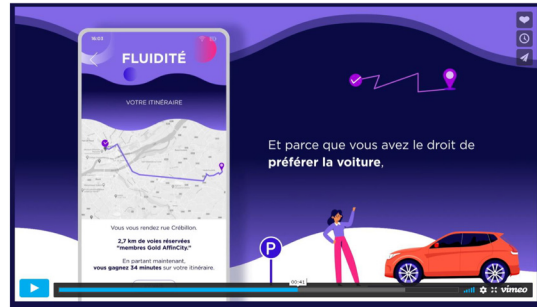 16:03
FLUIDITÉ
VOTRE ITINÉRAIRE
Vous vous rendez rue Crébillon.
2,7 km de voies réservées
"membres Gold AffinCity."
En partant maintenant,
vous gagnez 34 minutes sur votre itinéraire.
Et parce que vous avez le droit de
préférer la voiture,
P
00:41
vimeo